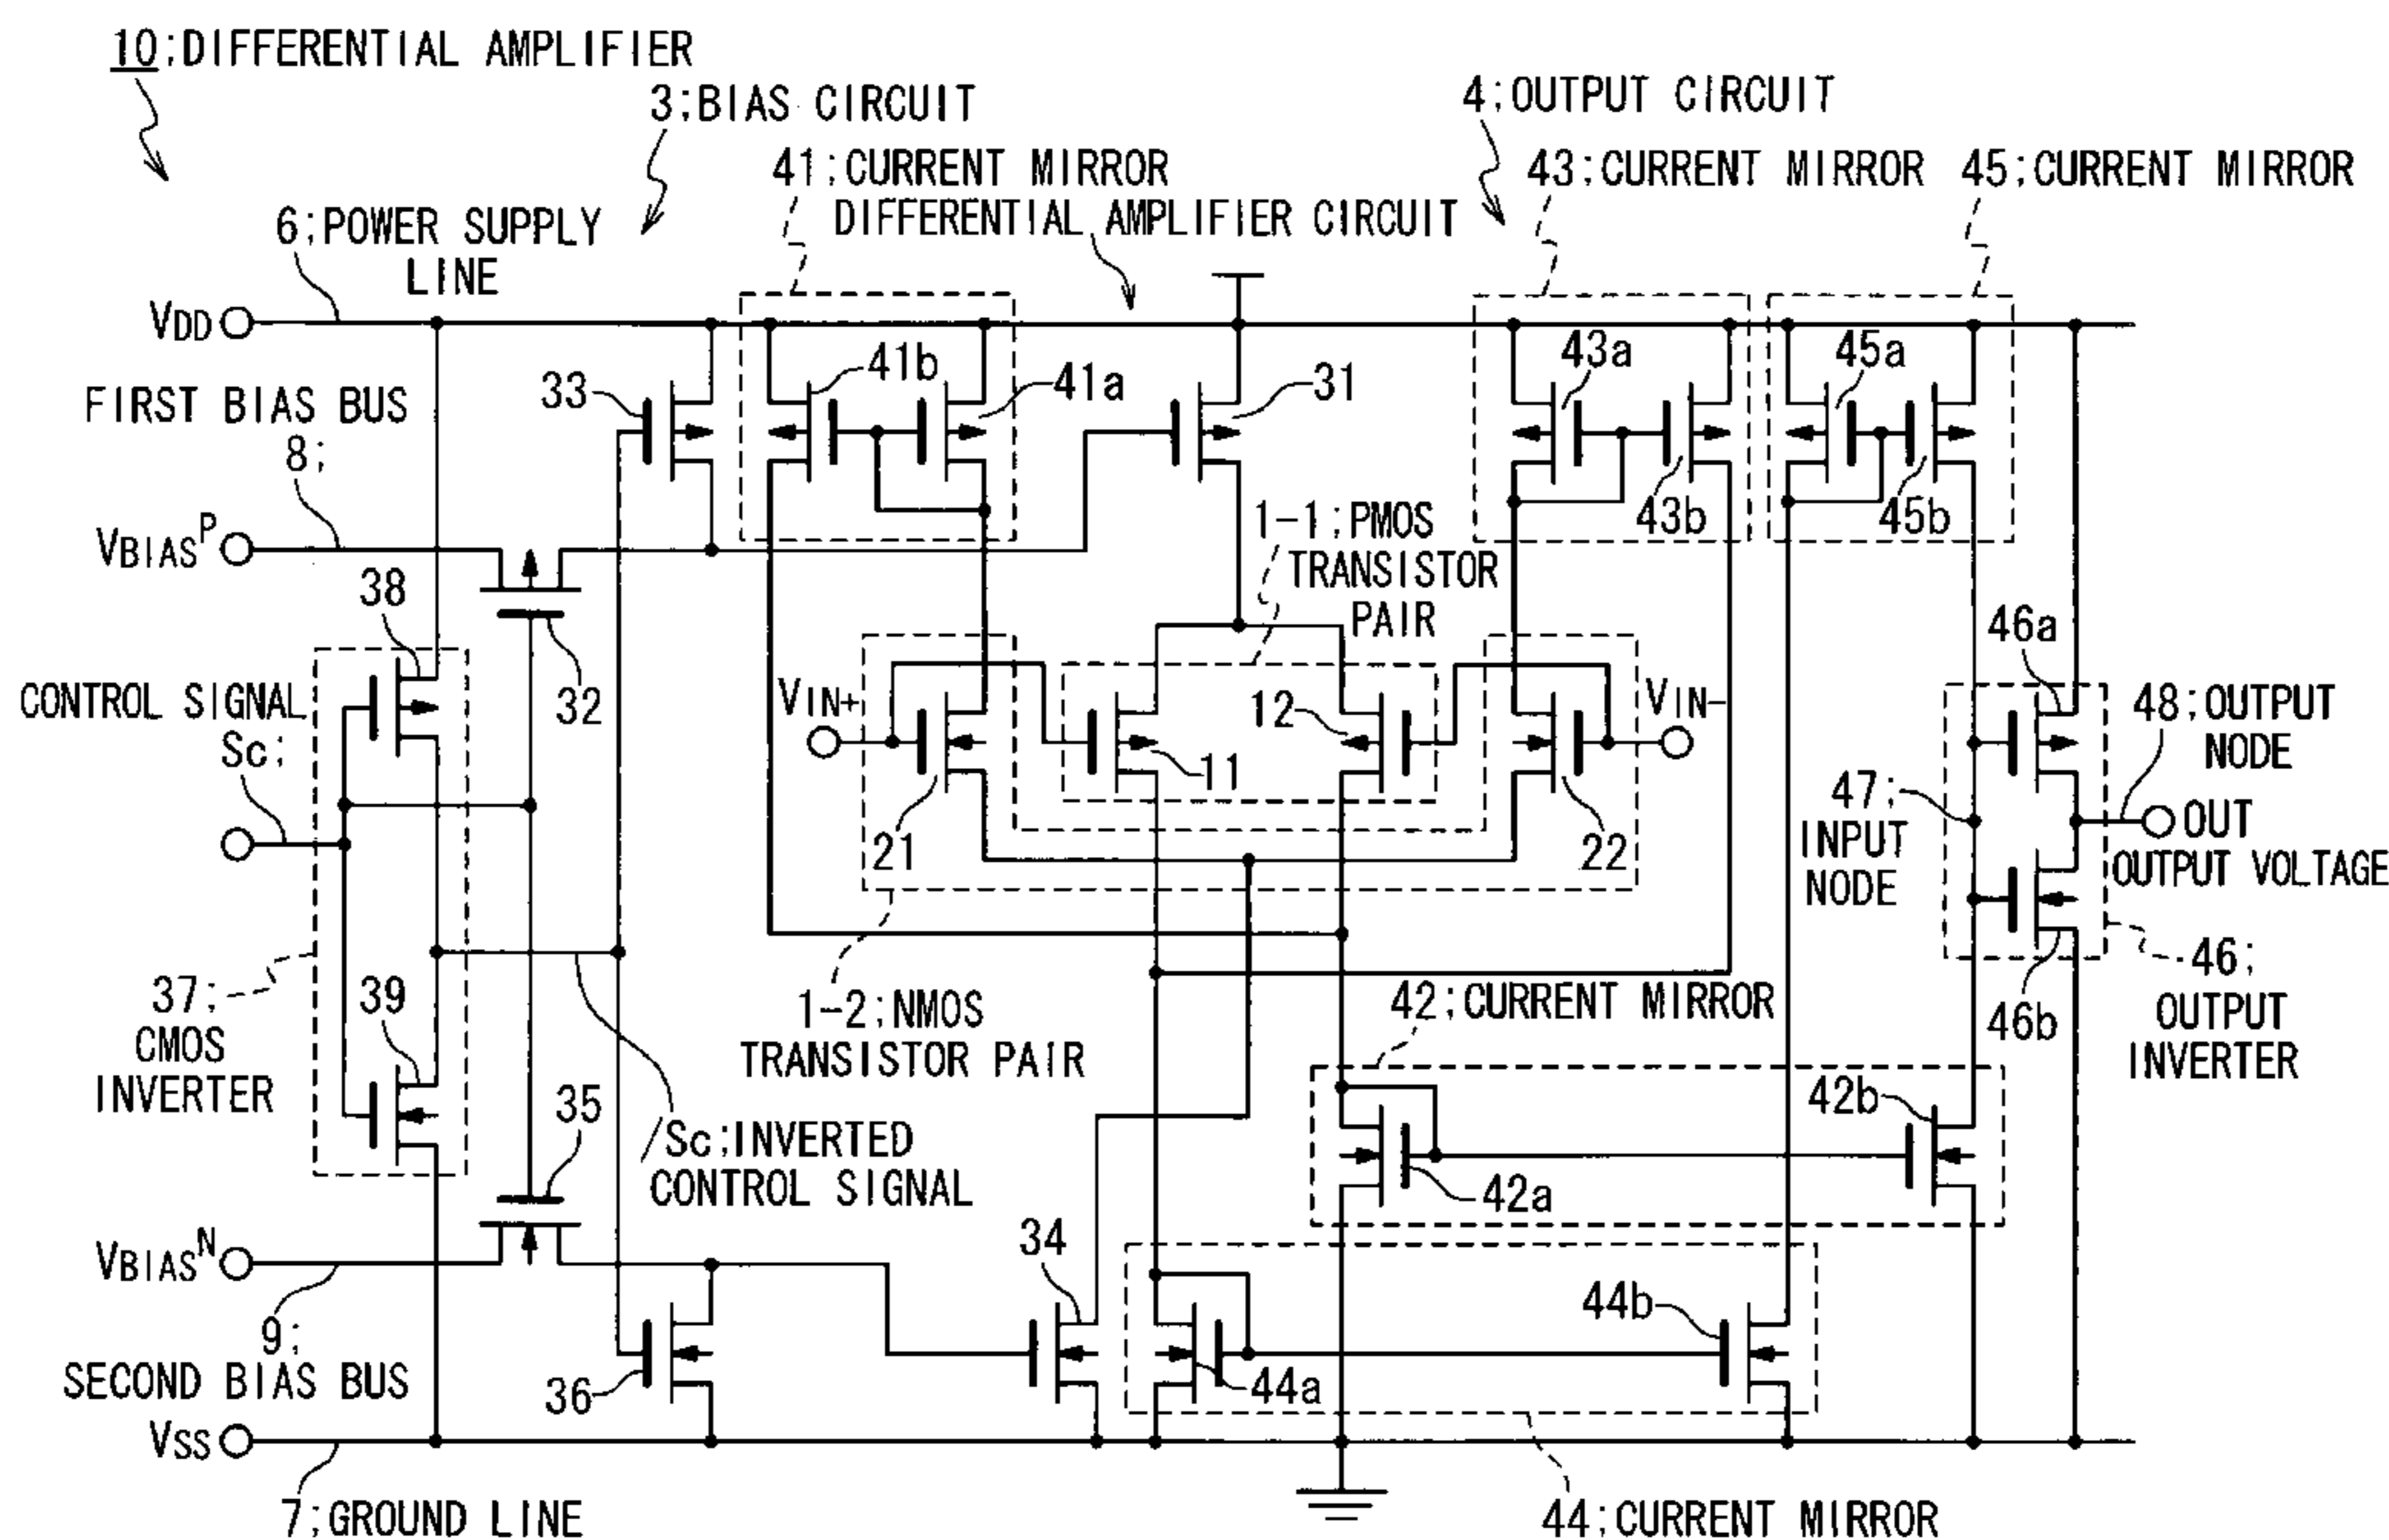 10;DIFFERENTIAL AMPLIFIER
3;BIAS CIRCUIT
4;OUTPUT CIRCUIT
41;CURRENT MIRROR
43;CURRENT MIRROR
45;CURRENT MIRROR
DIFFERENTIAL AMPLIFIER CIRCUIT
6;POWER SUPPLY
LINE
VDD
41b
41a
33
31
43a
45a
FIRST BIAS BUS
8;
43b
45b
1-1;PMOS
TRANSISTOR
PAIR
VBIASP
38
32
46a
CONTROL SIGNAL
Sc;
VIN+
12
VIN-
48;OUTPUT
NODE
11
21
22
47;
INPUT
NODE
OUT
OUTPUT VOLTAGE
37;
CMOS
INVERTER
39
1-2;NMOS
TRANSISTOR PAIR
42;CURRENT MIRROR
46;
OUTPUT
INVERTER
46b
35
/Sc;INVERTED
CONTROL SIGNAL
42b
42a
VBIASN
34
44b
9;
SECOND BIAS BUS
36
44a
VSS
7;GROUND LINE
44;CURRENT MIRROR